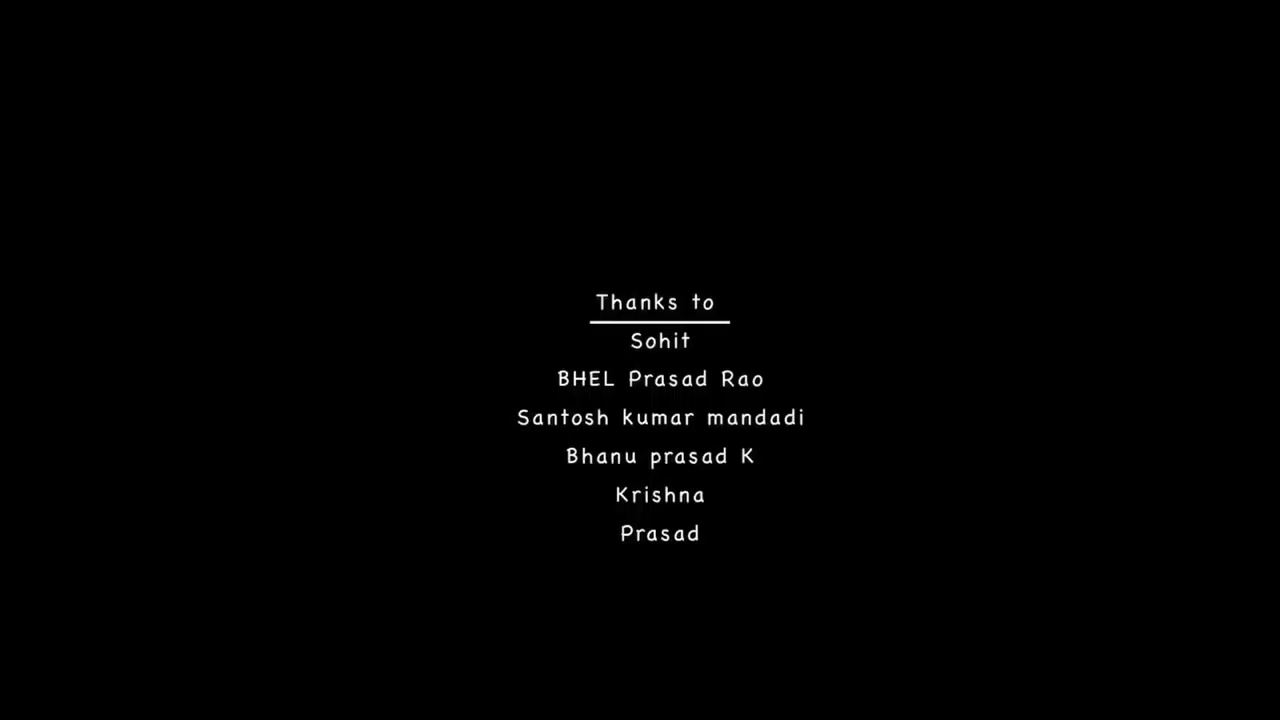 Thanks to
Sohit
BHEL Prasad Rao
Santosh kumar mandadi
Bhanu prasad K
Krishna
Prasad